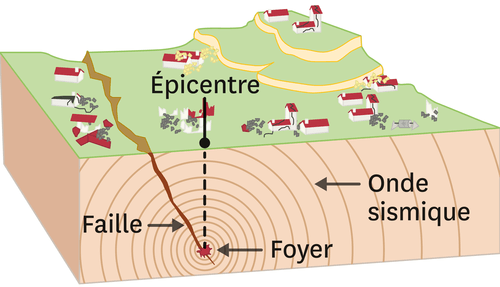 Épicentre
Onde
sismique
Faille
Foyer